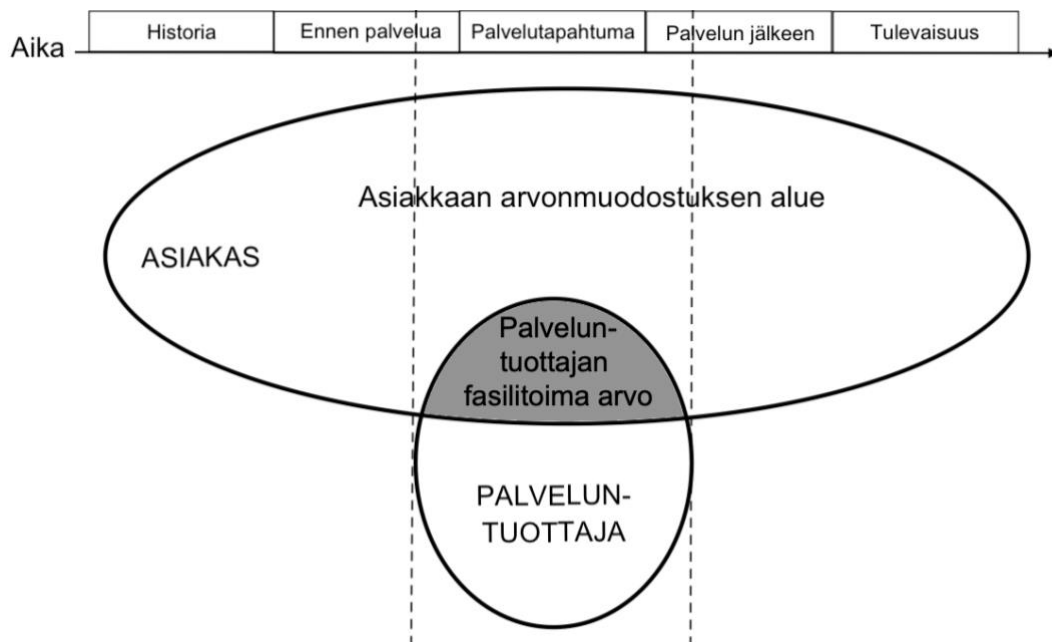 Aika
Historia
Ennen palvelua
Palvelutapahtuma
Palvelun jälkeen
Tulevaisuus
Asiakkaan arvonmuodostuksen alue
ASIAKAS
Palvelun-
tuottajan
fasilitoima arvo
PALVELUN-
TUOTTAJA